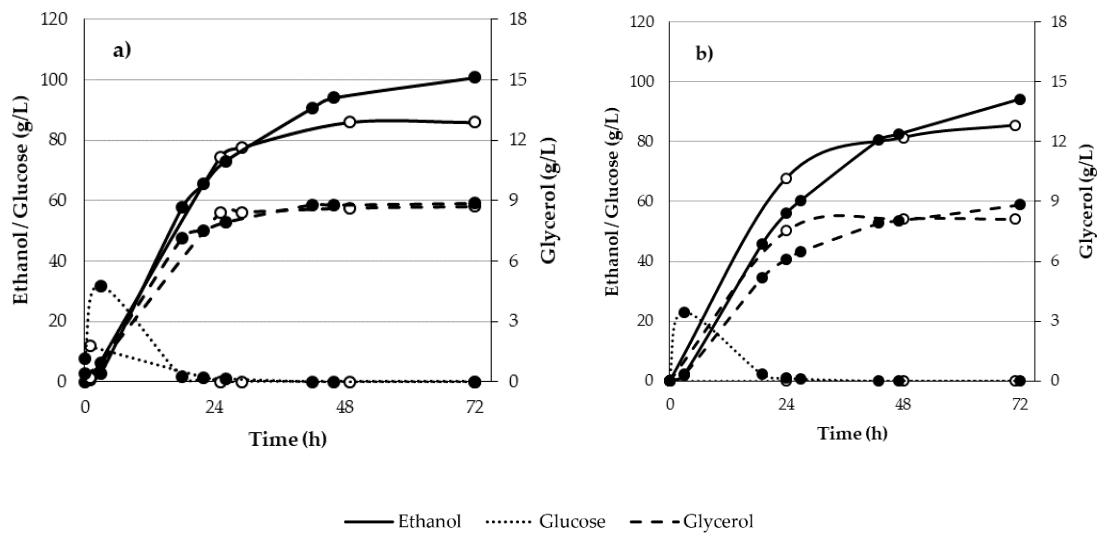 a)
120
100
80
60
40
20
0
Ethanol / Glucose (g/L)
18
15
12
9
6
3
0
Glycerol (g/L)
0 24 48 72
Time (h)
b)
120
100
80
60
40
20
0
Ethanol / Glucose (g/L)
18
15
12
9
6
3
0
Glycerol (g/L)
0 24 48 72
Time (h)
Ethanol Glucose Glycerol